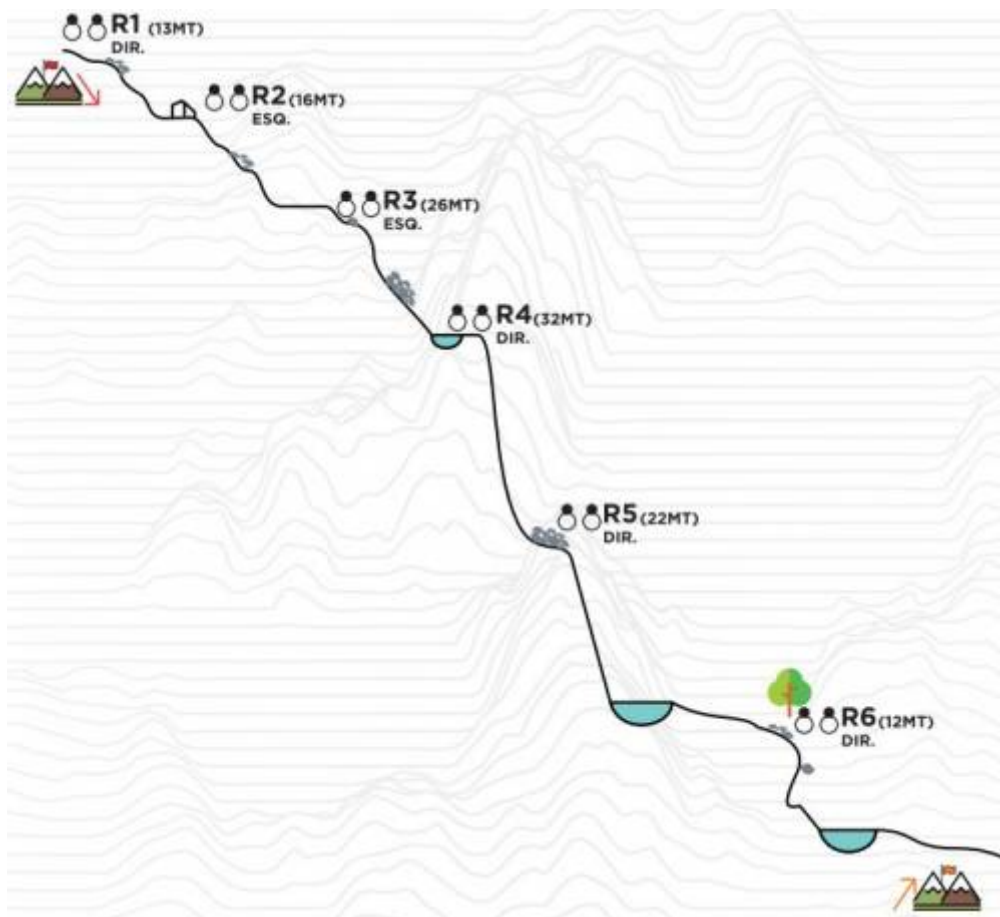 R1 (13MT)
DIR.
R2 (16MT)
ESQ.
R3 (26MT)
ESQ.
R4 (32MT)
DIR.
R5 (22MT)
DIR.
R6 (12MT)
DIR.